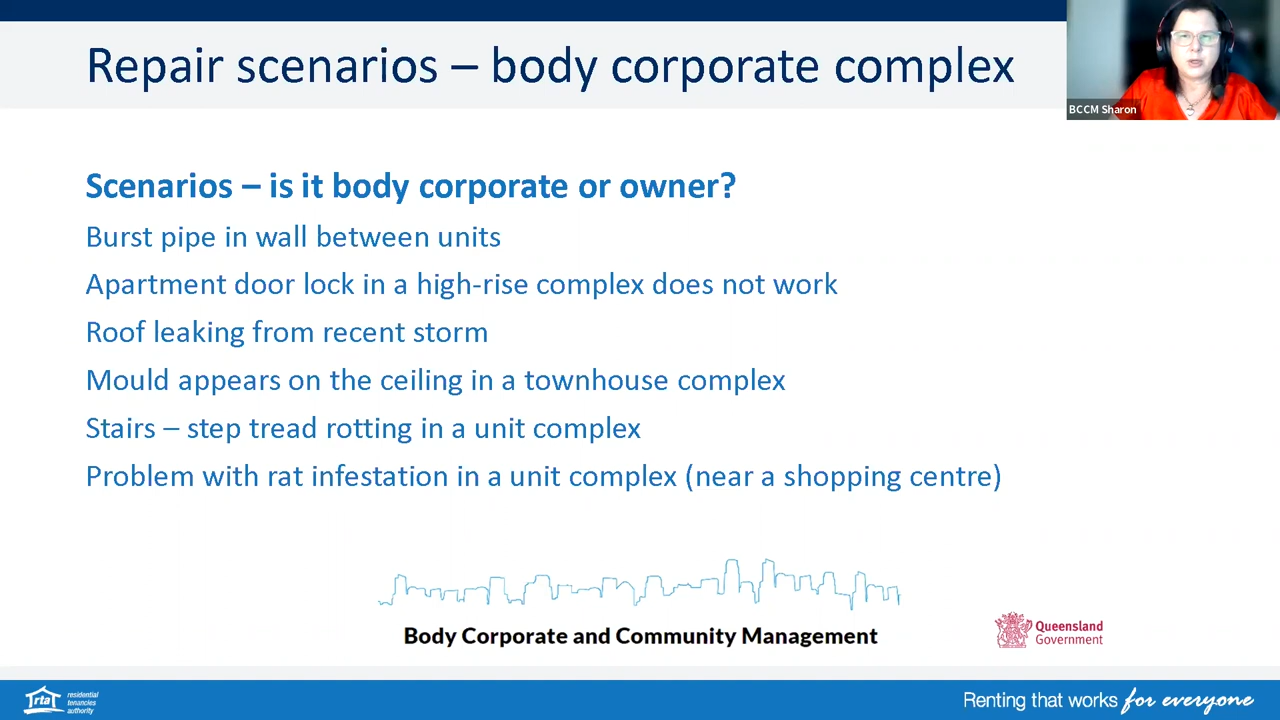 Repair scenarios – body corporate complex
BCCM Sharon
Scenarios – is it body corporate or owner?
Burst pipe in wall between units
Apartment door lock in a high-rise complex does not work
Roof leaking from recent storm
Mould appears on the ceiling in a townhouse complex
Stairs – step tread rotting in a unit complex
Problem with rat infestation in a unit complex (near a shopping centre)
Body Corporate and Community Management
Queensland
Government
rta
residential
tenancies
authority
Renting that works for everyone